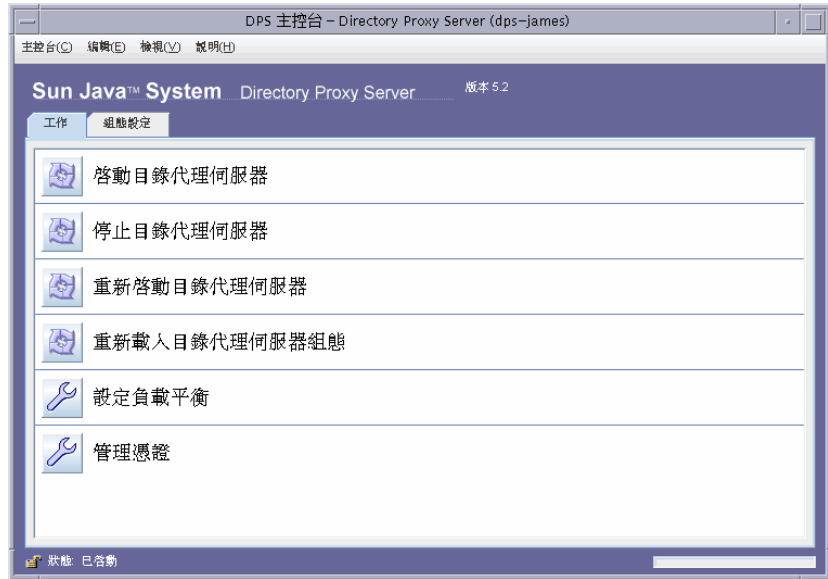 DPS 主控台 – Directory Proxy Server (dps-james)
主控台(C) 編輯(E) 檢視(V) 說明(H)
Sun Java™ System Directory Proxy Server 版本 5.2
工作 組態設定
啓動目錄代理伺服器
停止目錄代理伺服器
重新啓動目錄代理伺服器
重新載入目錄代理伺服器組態
設定負載平衡
管理憑證
狀態: 已啓動